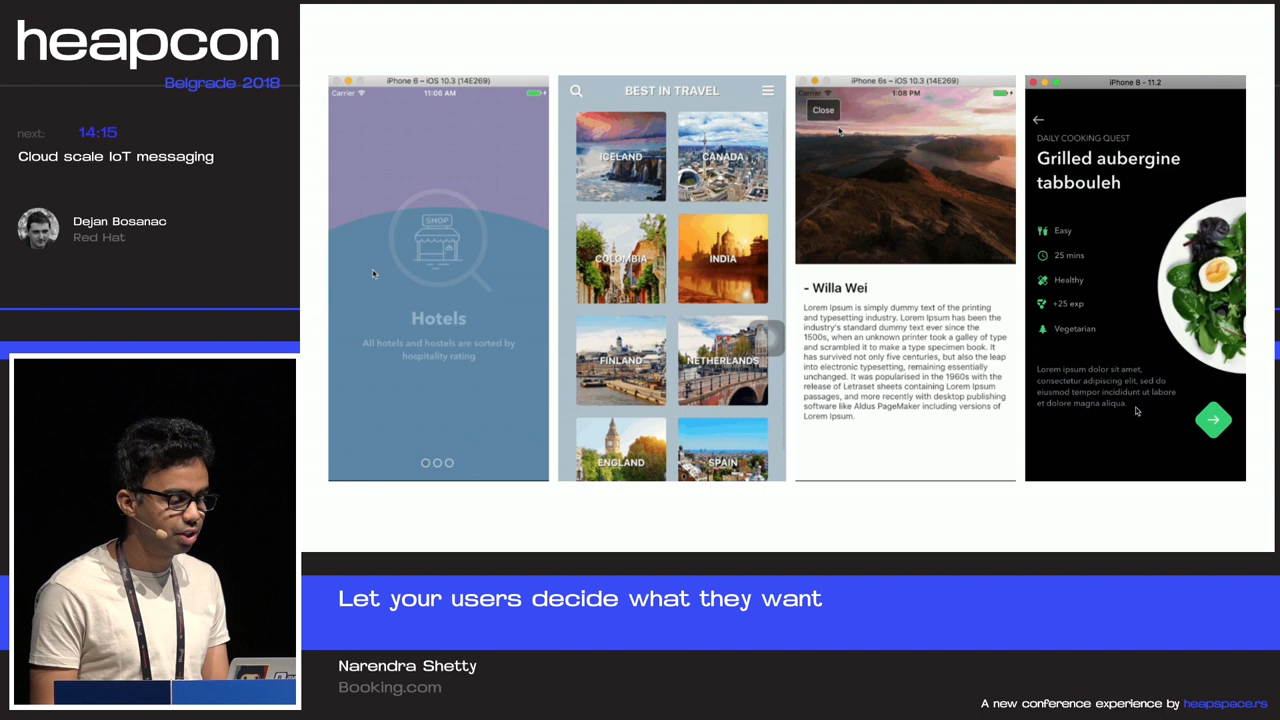 heapcon
Belgrade 2018
next: 14:15
Cloud scale IoT messaging
Dejan Bosanac
Red Hat
iPhone 6 – iOS 10.3 (14E269)
Carrier 11:06 AM
SHOP
Hotels
All hotels and hostels are sorted by
hospitality rating
BEST IN TRAVEL
ICELAND
CANADA
COLOMBIA
INDIA
FINLAND
NETHERLANDS
ENGLAND
SPAIN
iPhone 6s – iOS 10.3 (14E269)
Carrier 1:08 PM
Close
- Willa Wei
Lorem Ipsum is simply dummy text of the printing
and typesetting industry. Lorem Ipsum has been the
industry's standard dummy text ever since the
1500s, when an unknown printer took a galley of type
and scrambled it to make a type specimen book. It
has survived not only five centuries, but also the leap
into electronic typesetting, remaining essentially
unchanged. It was popularised in the 1960s with the
release of Letraset sheets containing Lorem Ipsum
passages, and more recently with desktop publishing
software like Aldus PageMaker including versions of
Lorem Ipsum.
iPhone 8 - 11.2
DAILY COOKING QUEST
Grilled aubergine
tabbouleh
Easy
25 mins
Healthy
+25 exp
Vegetarian
Lorem ipsum dolor sit amet,
consectetur adipiscing elit, sed do
eiusmod tempor incididunt ut labore
et dolore magna aliqua.
Let your users decide what they want
Narendra Shetty
Booking.com
A new conference experience by heapspace.rs